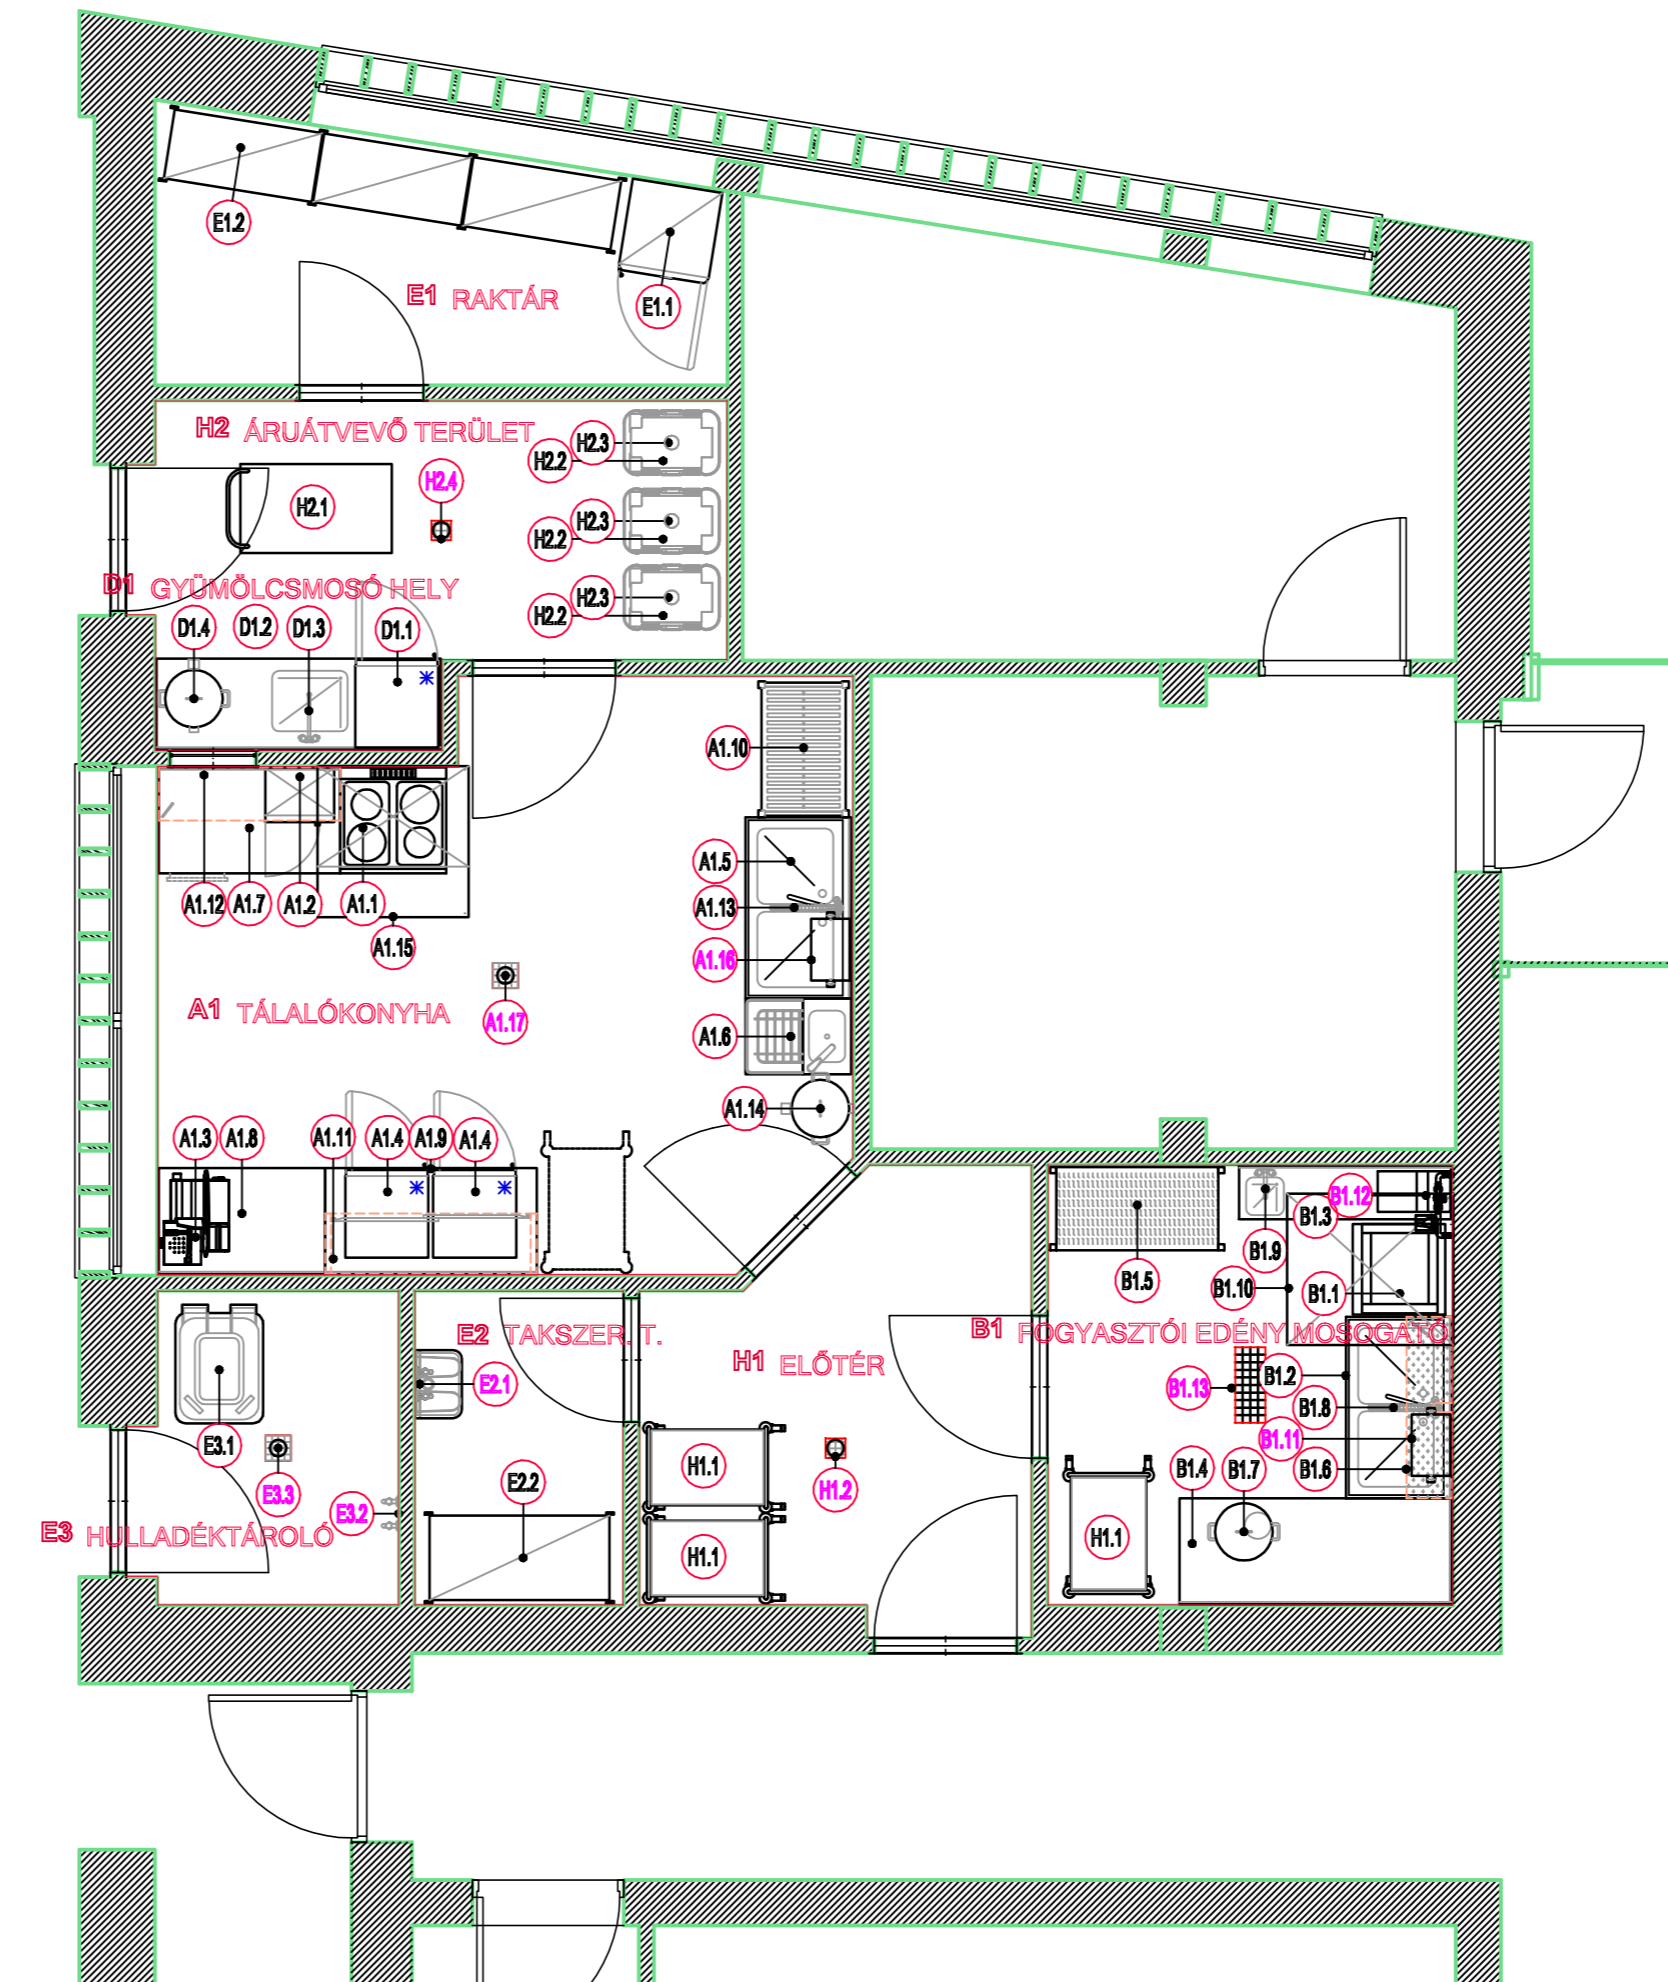 E1.2
E1 RAKTÁR
E1.1
H2 ÁRUÁTVEVŐ TERÜLET
H2.3
H2.2
H2.4
H2.1
H2.3
H2.2
D1 GYÜMÖLCSMOSÓ HELY
H2.3
H2.2
D1.4
D1.2
D1.3
D1.1
A1.10
A1.5
A1.12
A1.7
A1.2
A1.1
A1.13
A1.15
A1.16
A1 TÁLALÓKONYHA
A1.17
A1.6
A1.14
A1.3
A1.8
A1.11
A1.4
A1.9
A1.4
B1.12
B1.3
B1.9
B1.5
B1.10
B1.1
E2 TAKSZER. T.
B1 FOGYASZTÓI EDÉNY MOSOGATÓ
H1 ELŐTÉR
E2.1
B1.13
B1.2
B1.8
B1.11
E3.1
H1.1
B1.4
B1.7
B1.6
E3.3
E2.2
H1.2
E3.2
E3 HULLADÉKTÁROLÓ
H1.1
H1.1